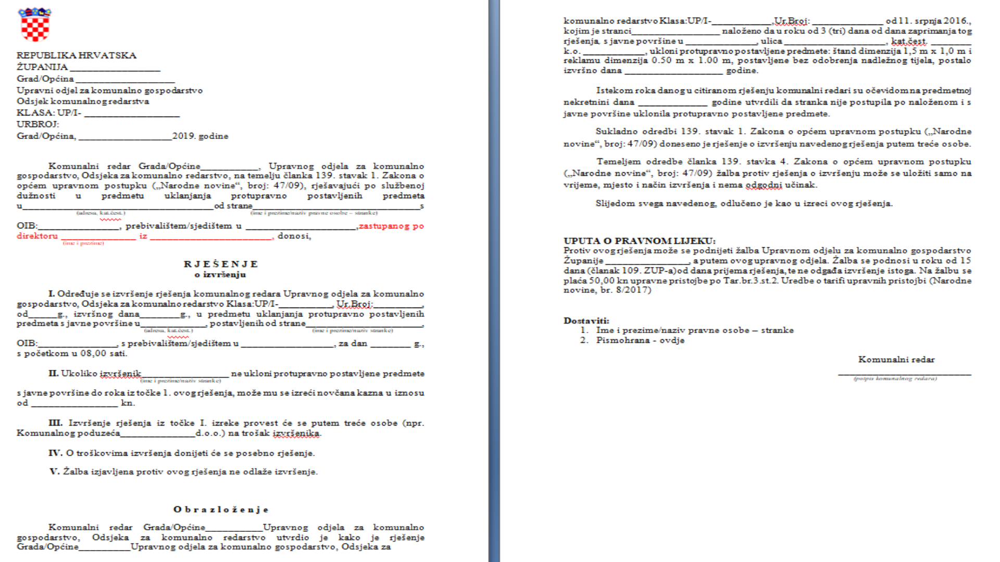 REPUBLIKA HRVATSKA
ŽUPANIJA _________________
Grad/Općina ___________________
Upravni odjel za komunalno gospodarstvo
Odsjek komunalnog redarstva
KLASA: UP/I- __________________
URBROJ:
Grad/Općina, __________________2019. godine
Komunalni redar Grada/Općine___________, Upravnog odjela za komunalno
gospodarstvo, Odsjeka za komunalno redarstvo, na temelju članka 139. stavak 1. Zakona o
općem upravnom postupku („Narodne novine“, broj: 47/09), rješavajući po službenoj
dužnosti u predmetu uklanjanja protupravno postavljenih predmeta
u____________________________________od strane________________________________s
(adresa, kat.čest.) (ime i prezime/naziv pravne osobe – stranke)
OIB:________________, prebivalištem/sjedištem u _____________________,zastupanog po
direktoru ______________ iz _______________________, donosi,
(ime i prezime)
R J E Š E N J E
o izvršenju
I. Određuje se izvršenje rješenja komunalnog redara Upravnog odjela za komunalno
gospodarstvo, Odsjeka za komunalno redarstvo Klasa:UP/I-__________, Ur.Broj:_________,
od_____g., izvršnog dana_______g., u predmetu uklanjanja protupravno postavljenih
predmeta s javne površine u____________, postavljenih od strane______________________,
(adresa, kat.čest.) (ime i prezime/naziv stranke)
OIB:_______________, s prebivalištem/sjedištem u _________________, za dan _______ g.,
s početkom u 08,00 sati.
II. Ukoliko izvršenik________________ ne ukloni protupravno postavljene predmete
(ime i prezime/naziv stranke)
s javne površine do roka iz točke 1. ovog rješenja, može mu se izreći novčana kazna u iznosu
od ________________ kn.
III. Izvršenje rješenja iz točke I. izreke provest će se putem treće osobe (npr.
Komunalnog poduzeća______________d.o.o.) na trošak izvršenika.
IV. O troškovima izvršenja donijeti će se posebno rješenje.
V. Žalba izjavljena protiv ovog rješenja ne odlaže izvršenje.
O b r a z l o ž e n j e
Komunalni redar Grada/Općine___________Upravnog odjela za komunalno
gospodarstvo, Odsjeka za komunalno redarstvo utvrdio je kako je rješenje
Grada/Općine__________Upravnog odjela za komunalno gospodarstvo, Odsjeka za
komunalno redarstvo Klasa:UP/I-___________,Ur.Broj: _____________ od 11. srpnja 2016.,
kojim je stranci_________________ naloženo da u roku od 3 (tri) dana od dana zaprimanja tog
rješenja, s javne površine u ______________, ulica ___________________, kat.čest. ________
k.o. ____________, ukloni protupravno postavljene predmete: štand dimenzija 1,5 m x 1,0 m i
reklamu dimenzija 0.50 m x 1.00 m, postavljene bez odobrenja nadležnog tijela, postalo
izvršno dana ___________________ godine.
Istekom roka danog u citiranom rješenju komunalni redari su očevidom na predmetnoj
nekretnini dana _____________ godine utvrdili da stranka nije postupila po naloženom i s
javne površine uklonila protupravno postavljene predmete.
Sukladno odredbi 139. stavak 1. Zakona o općem upravnom postupku („Narodne
novine“, broj: 47/09) doneseno je rješenje o izvršenju navedenog rješenja putem treće osobe.
Temeljem odredbe članka 139. stavka 4. Zakona o općem upravnom postupku
(„Narodne novine“, broj: 47/09) žalba protiv rješenja o izvršenju može se uložiti samo na
vrijeme, mjesto i način izvršenja i nema odgodni učinak.
Slijedom svega navedenog, odlučeno je kao u izreci ovog rješenja.
UPUTA O PRAVNOM LIJEKU:
Protiv ovog rješenja može se podnijeti žalba Upravnom odjelu za komunalno gospodarstvo
Županije ________________, a putem ovog upravnog odjela. Žalba se podnosi u roku od 15
dana (članak 109. ZUP-a)od dana prijema rješenja, te ne odgađa izvršenje istoga. Na žalbu se
plaća 50,00 kn upravne pristojbe po Tar.br.3.st.2. Uredbe o tarifi upravnih pristojbi (Narodne
novine, br. 8/2017)
Dostaviti:
1. Ime i prezime/naziv pravne osobe – stranke
2. Pismohrana - ovdje
Komunalni redar
_________________________
(potpis komunalnog redara)